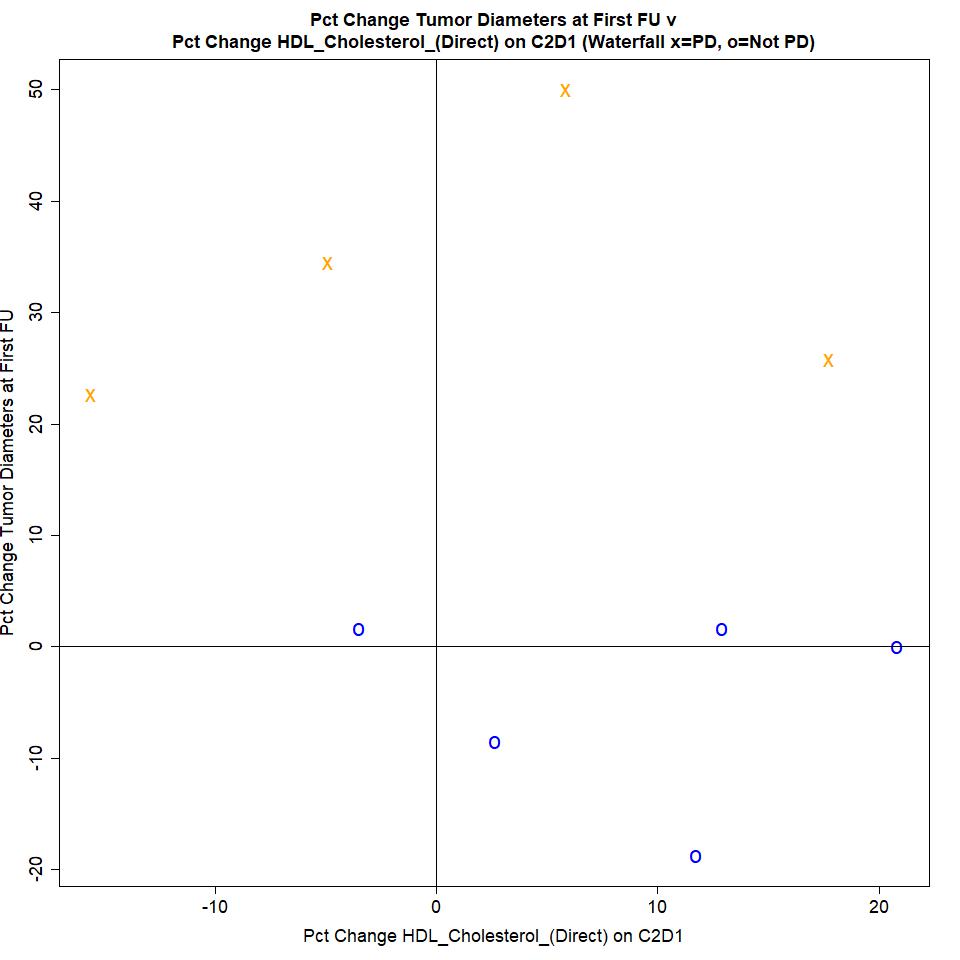 Pct Change Tumor Diameters at First FU v
Pct Change HDL_Cholesterol_(Direct) on C2D1 (Waterfall x=PD, o=Not PD)
Pct Change Tumor Diameters at First FU
50
40
30
20
10
0
-10
-20
X
X
X
X
O
O
O
O
O
-10
0
10
20
Pct Change HDL_Cholesterol_(Direct) on C2D1